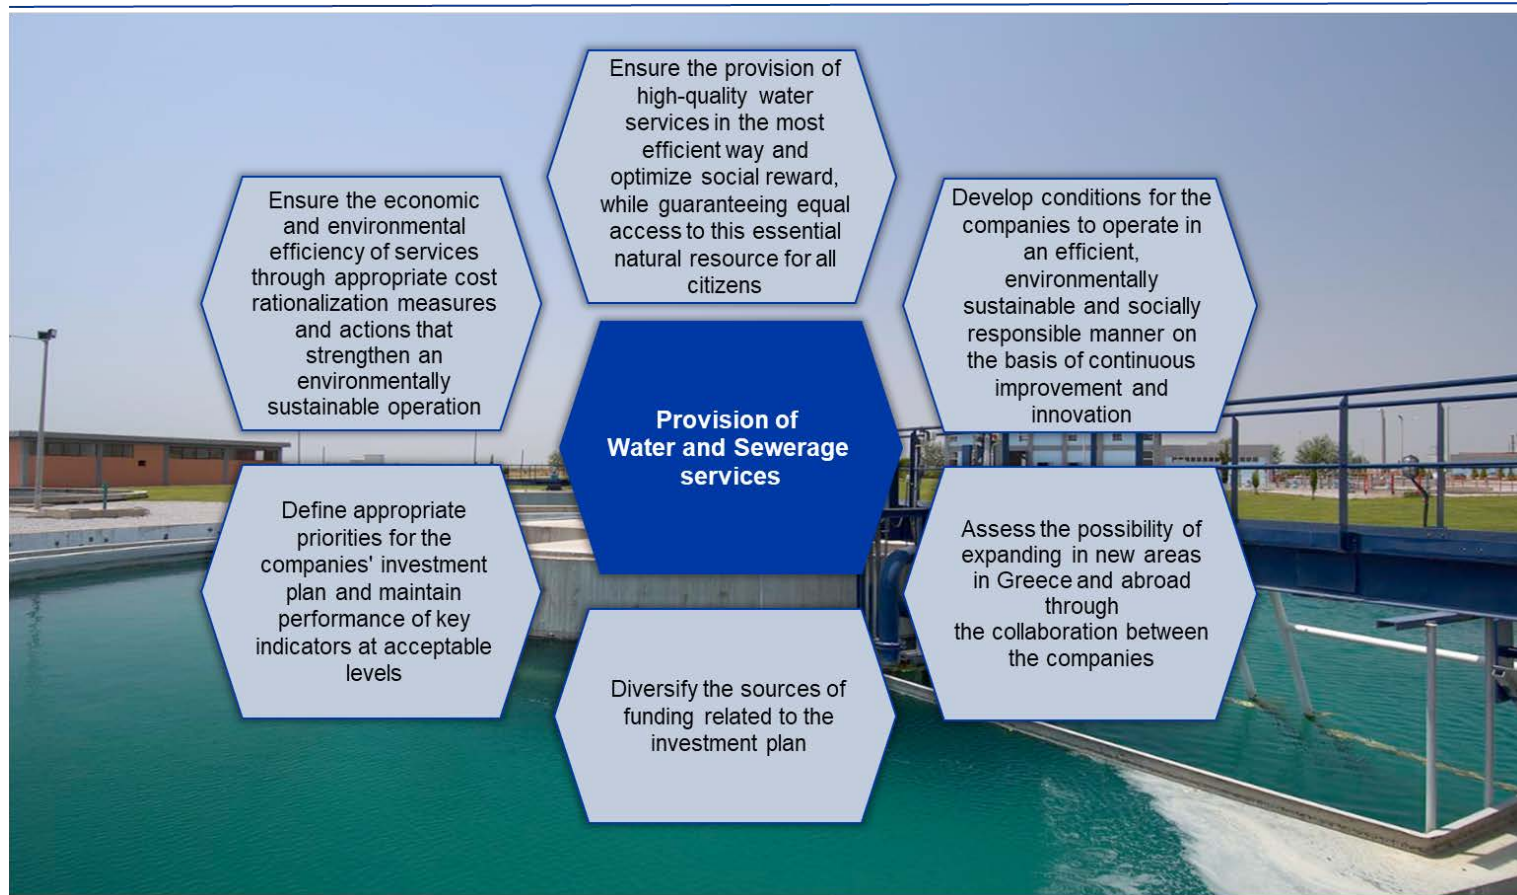 Ensure the provision of
high-quality water
services in the most
efficient way and
optimize social reward,
while guaranteeing equal
access to this essential
natural resource for all
citizens
Ensure the economic
and environmental
efficiency of services
through appropriate cost
rationalization measures
and actions that
strengthen an
environmentally
sustainable operation
Develop conditions for the
companies to operate in
an efficient,
environmentally
sustainable and socially
responsible manner on
the basis of continuous
improvement and
innovation
Provision of
Water and Sewerage
services
Define appropriate
priorities for the
companies' investment
plan and maintain
performance of key
indicators at acceptable
levels
Assess the possibility of
expanding in new areas
in Greece and abroad
through
the collaboration between
the companies
Diversify the sources of
funding related to the
investment plan